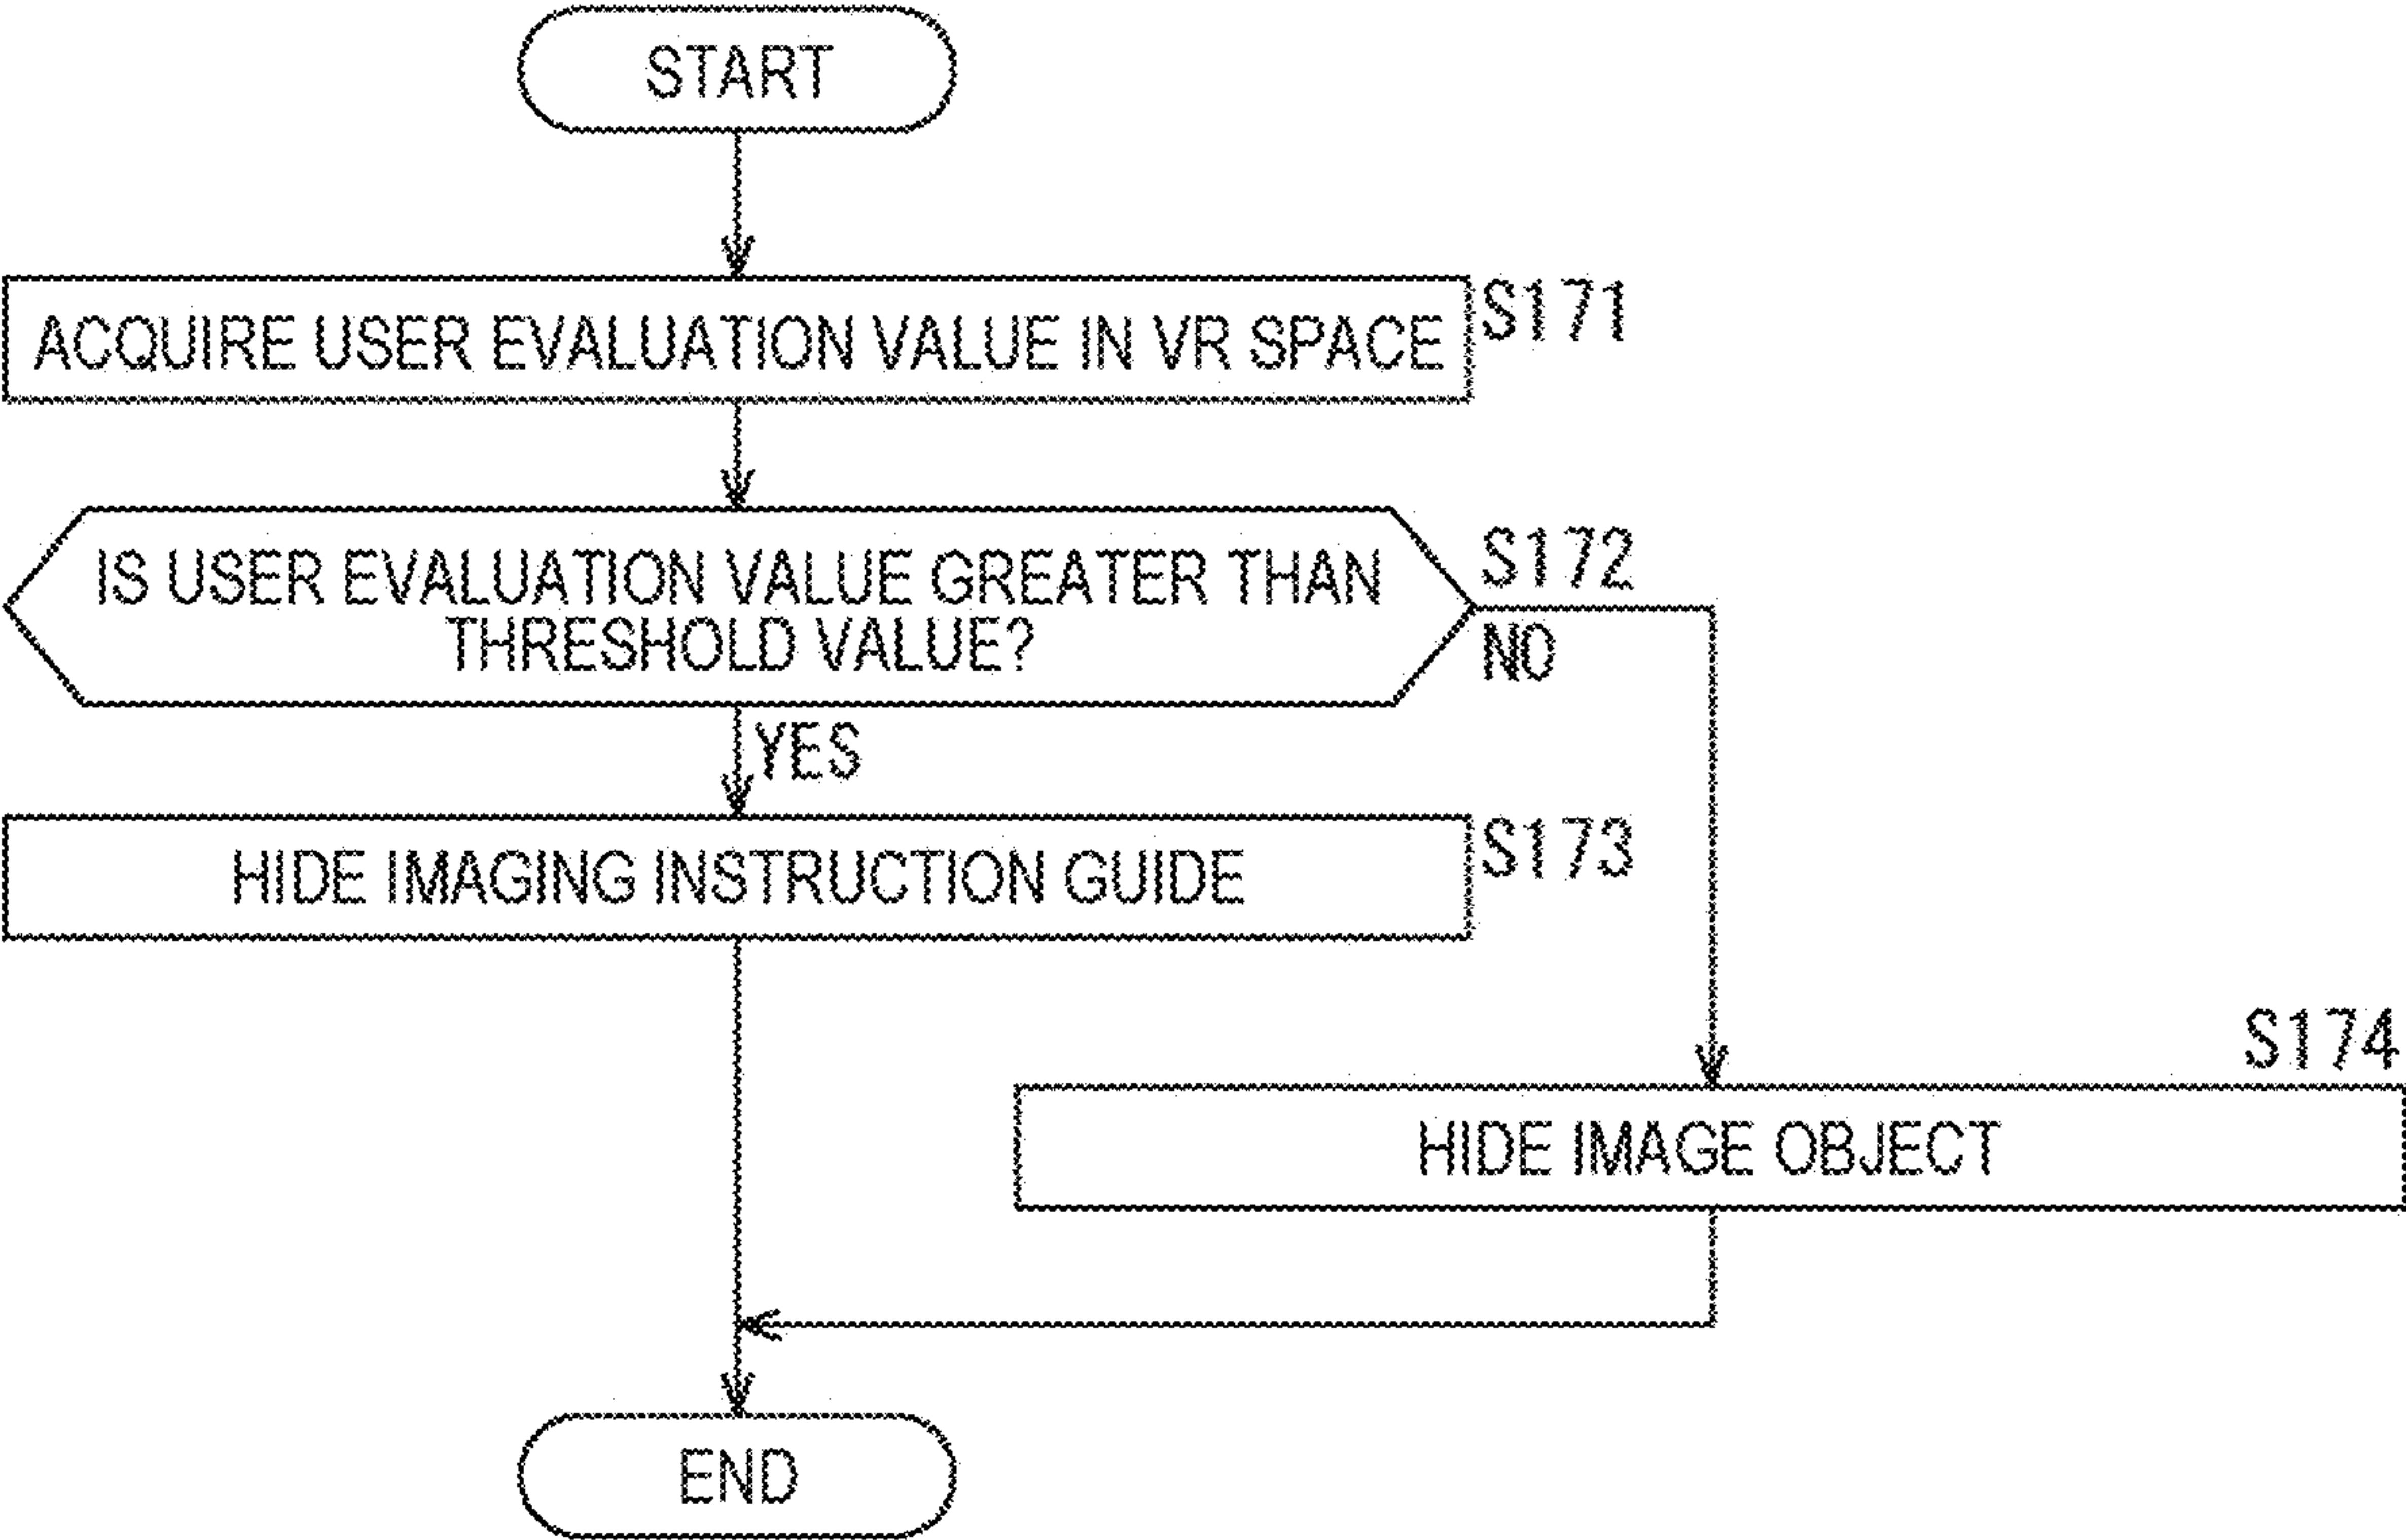 START
ACQUIRE USER EVALUATION VALUE IN VR SPACE
S171
IS USER EVALUATION VALUE GREATER THAN
THRESHOLD VALUE?
S172
NO
YES
HIDE IMAGING INSTRUCTION GUIDE
S173
S174
HIDE IMAGE OBJECT
END